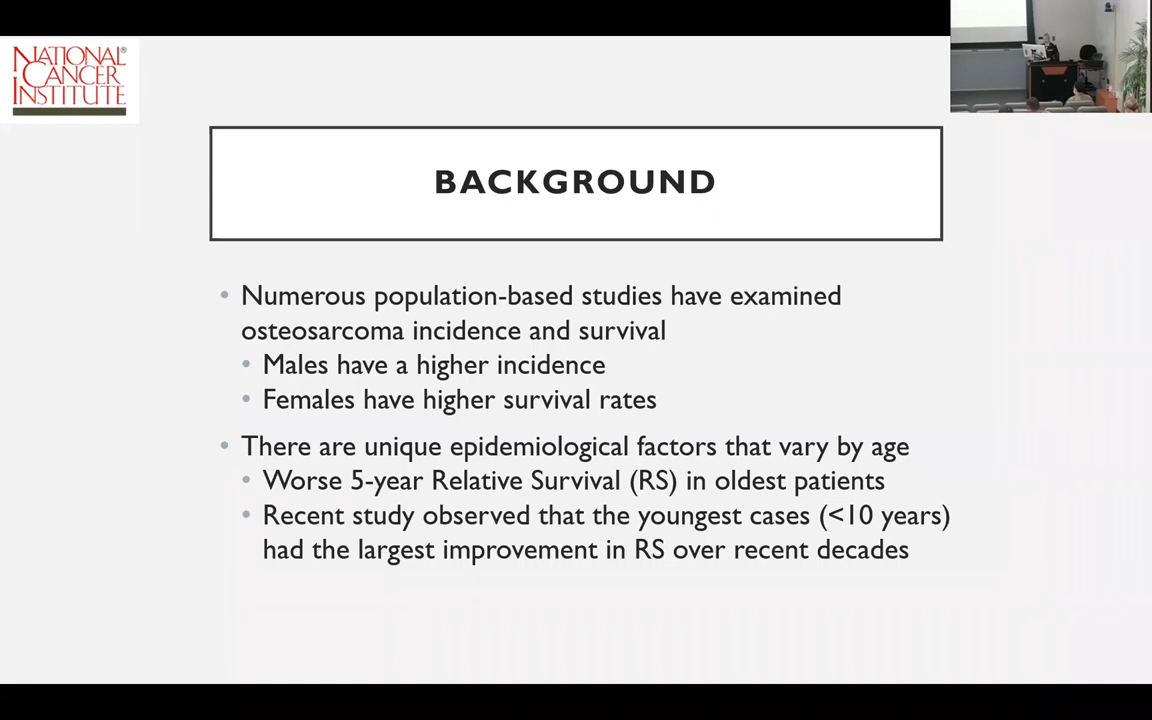 NATIONAL®
CANCER
INSTITUTE
BACKGROUND
• Numerous population-based studies have examined
osteosarcoma incidence and survival
• Males have a higher incidence
• Females have higher survival rates
• There are unique epidemiological factors that vary by age
• Worse 5-year Relative Survival (RS) in oldest patients
• Recent study observed that the youngest cases (<10 years)
had the largest improvement in RS over recent decades